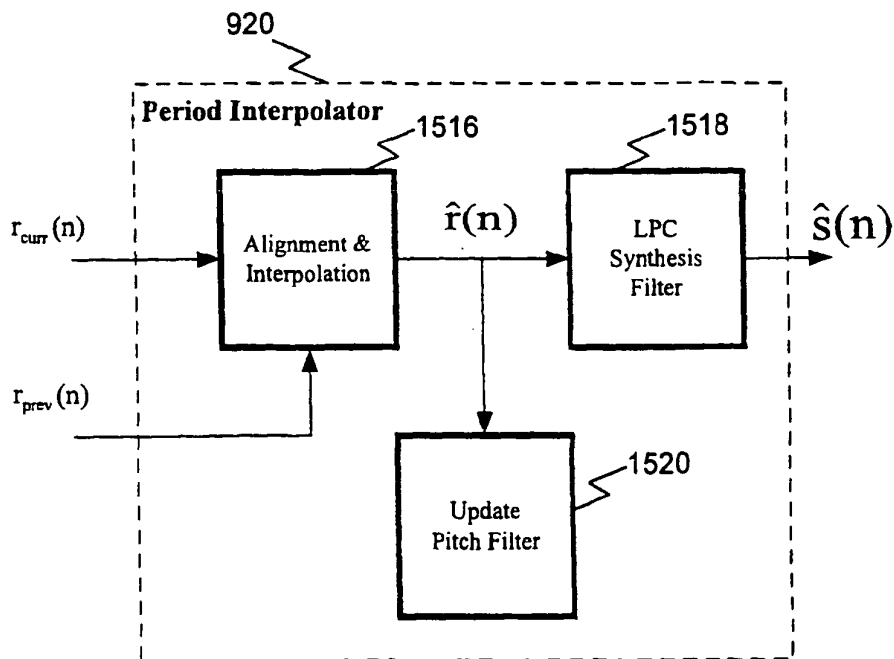 920
Period Interpolator
1516
1518
r_curr(n)
Alignment &
Interpolation
r̂(n)
LPC
Synthesis
Filter
ŝ(n)
r_prev(n)
1520
Update
Pitch Filter